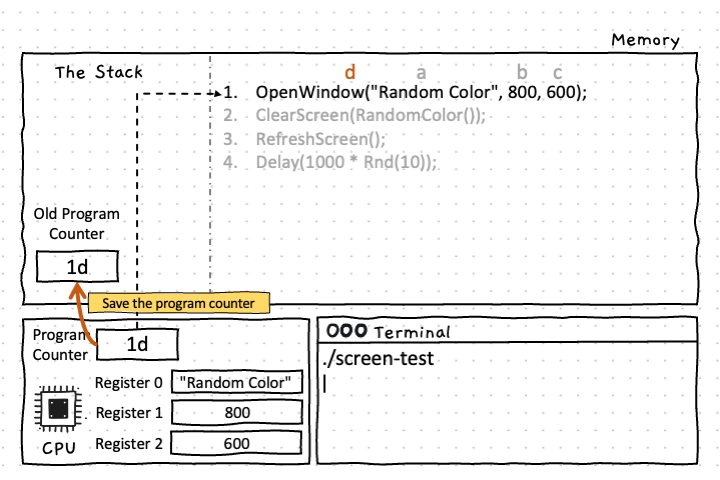 Memory
The Stack
d a b c
1. OpenWindow("Random Color", 800, 600);
2. ClearScreen(RandomColor());
3. RefreshScreen();
4. Delay(1000 * Rnd(10));
Old Program
Counter
1d
Save the program counter
Program
Counter
1d
Register 0 "Random Color"
Register 1 800
Register 2 600
CPU
OOO Terminal
./screen-test
|